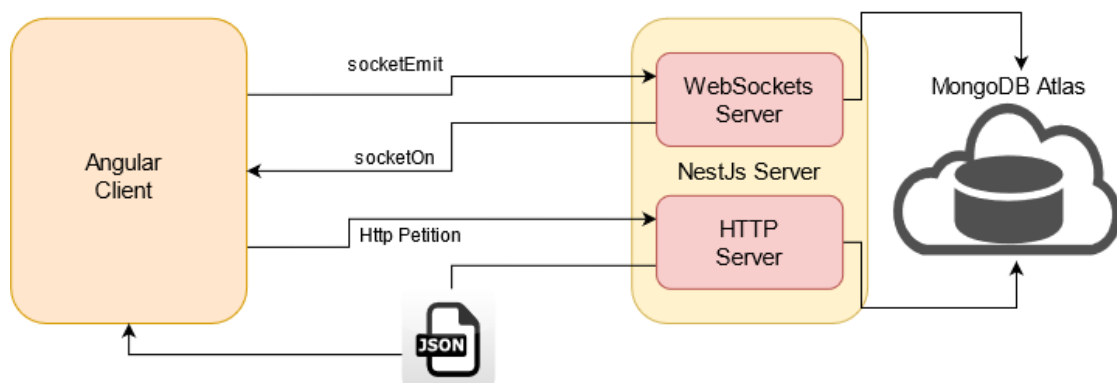 socketEmit
WebSockets
Server
MongoDB Atlas
Angular
Client
socketOn
NestJs Server
Http Petition
HTTP
Server
JSON